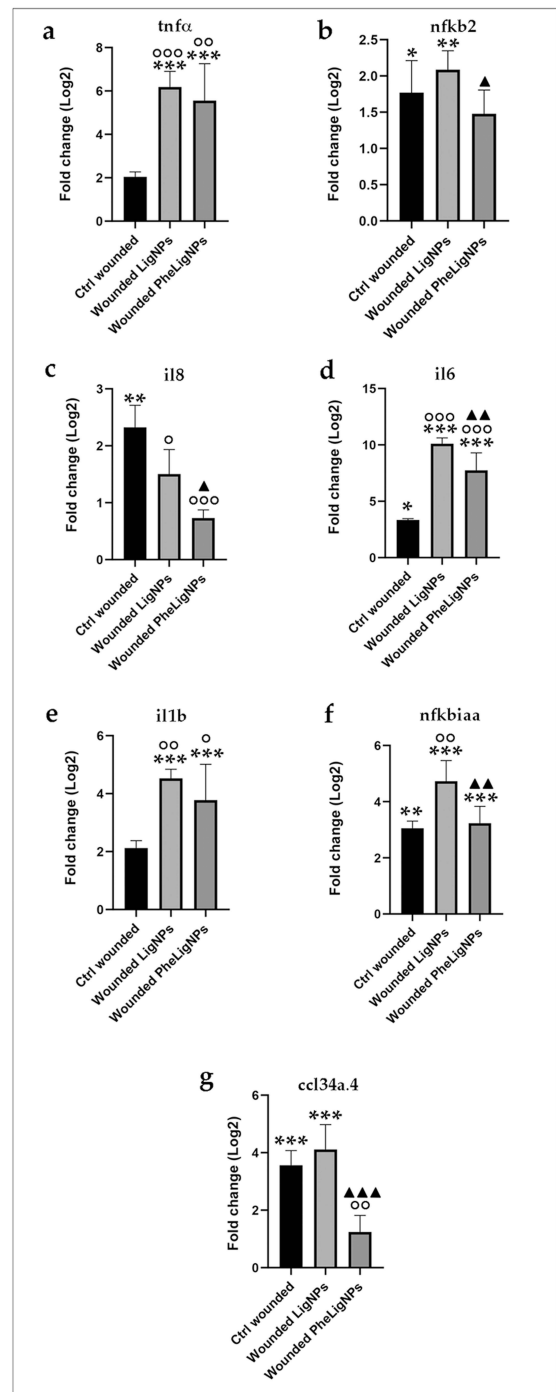 a
tnfα
Fold change (Log2)
8
6
4
2
0
○○○
***
○○
***
Ctrl wounded
Wounded LigNPs
Wounded PheLigNPs
b
nfkb2
Fold change (Log2)
2.5
2.0
1.5
1.0
0.5
0.0
*
**
▲
Ctrl wounded
Wounded LigNPs
Wounded PheLigNPs
c
il8
Fold change (Log2)
3
2
1
0
**
○
▲
○○○
Ctrl wounded
Wounded LigNPs
Wounded PheLigNPs
d
il6
Fold change (Log2)
15
10
5
0
*
○○○
***
▲▲
○○○
***
Ctrl wounded
Wounded LigNPs
Wounded PheLigNPs
e
il1b
Fold change (Log2)
6
4
2
0
○○
***
○
***
Ctrl wounded
Wounded LigNPs
Wounded PheLigNPs
f
nfkbiaa
Fold change (Log2)
6
4
2
0
**
○○
***
▲▲
***
Ctrl wounded
Wounded LigNPs
Wounded PheLigNPs
g
ccl34a.4
Fold change (Log2)
6
4
2
0
***
***
▲▲▲
○○
Ctrl wounded
Wounded LigNPs
Wounded PheLigNPs